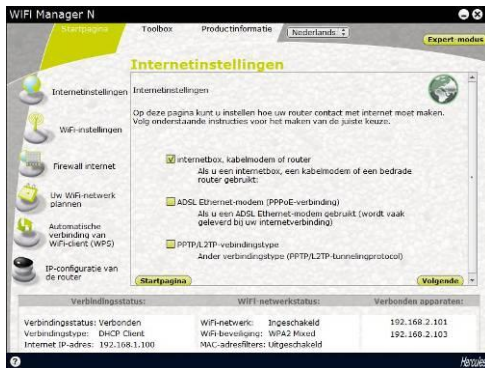 WiFi Manager N
Startpagina Toolbox Productinformatie Nederlands
Expert-modus
Internetinstellingen
Internetinstellingen
WiFi-instellingen
Firewall internet
Uw WiFi-netwerk
plannen
Automatische
verbinding van
WiFi-client (WPS)
IP-configuratie van
de router
Internetinstellingen
Op deze pagina kunt u instellen hoe uw router contact met internet moet maken.
Volg onderstaande instructies voor het maken van de juiste keuze.
internetbox, kabelmodem of router
Als u een internetbox, een kabelmodem of een bedrade
router gebruikt:
ADSL Ethernet-modem (PPPoE-verbinding)
Als u een ADSL Ethernet-modem gebruikt (wordt vaak
geleverd bij uw internetverbinding)
PPTP/L2TP-vebindingstype
Ander verbindingstype (PPTP/L2TP-tunnelingprotocol)
Startpagina Volgende
Verbindingsstatus: WiFi-netwerkstatus: Verbonden apparaten:
Verbindingsstatus: Verbonden WiFi-netwerk: Ingeschakeld 192.168.2.101
Verbindingstype: DHCP Client WiFi-beveiliging: WPA2 Mixed 192.168.2.103
Internet IP-adres: 192.168.1.100 MAC-adresfilters: Uitgeschakeld
? Hercules